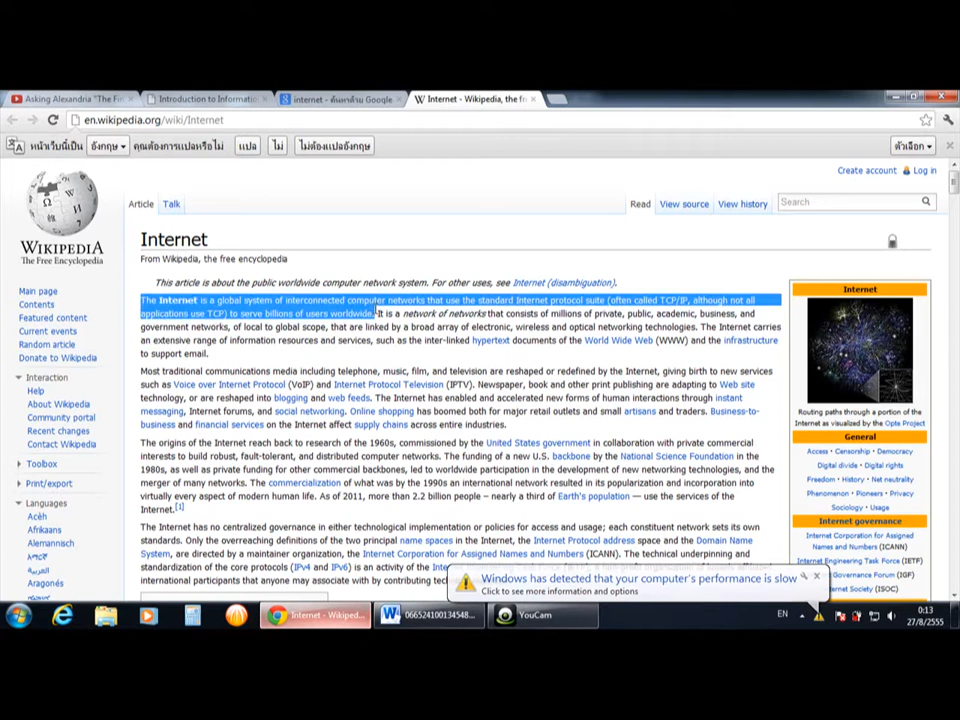 Asking Alexandria "The Fi
Introduction to Informatio
internet - ค้นหาด้วย Google
Internet - Wikipedia, the fr
en.wikipedia.org/wiki/Internet
หน้าเว็บนี้เป็น อังกฤษ คุณต้องการแปลหรือไม่ แปล ไม่ ไม่ต้องแปลอังกฤษ ตัวเลือก
Create account Log in
Article Talk Read View source View history Search
WIKIPEDIA
The Free Encyclopedia
Main page
Contents
Featured content
Current events
Random article
Donate to Wikipedia
Interaction
Help
About Wikipedia
Community portal
Recent changes
Contact Wikipedia
Toolbox
Print/export
Languages
Acèh
Afrikaans
Alemannisch
አማርኛ
العربية
Aragonés
Internet
From Wikipedia, the free encyclopedia
This article is about the public worldwide computer network system. For other uses, see Internet (disambiguation).
The Internet is a global system of interconnected computer networks that use the standard Internet protocol suite (often called TCP/IP, although not all
applications use TCP) to serve billions of users worldwide. It is a network of networks that consists of millions of private, public, academic, business, and
government networks, of local to global scope, that are linked by a broad array of electronic, wireless and optical networking technologies. The Internet carries
an extensive range of information resources and services, such as the inter-linked hypertext documents of the World Wide Web (WWW) and the infrastructure
to support email.
Most traditional communications media including telephone, music, film, and television are reshaped or redefined by the Internet, giving birth to new services
such as Voice over Internet Protocol (VoIP) and Internet Protocol Television (IPTV). Newspaper, book and other print publishing are adapting to Web site
technology, or are reshaped into blogging and web feeds. The Internet has enabled and accelerated new forms of human interactions through instant
messaging, Internet forums, and social networking. Online shopping has boomed both for major retail outlets and small artisans and traders. Business-to-
business and financial services on the Internet affect supply chains across entire industries.
The origins of the Internet reach back to research of the 1960s, commissioned by the United States government in collaboration with private commercial
interests to build robust, fault-tolerant, and distributed computer networks. The funding of a new U.S. backbone by the National Science Foundation in the
1980s, as well as private funding for other commercial backbones, led to worldwide participation in the development of new networking technologies, and the
merger of many networks. The commercialization of what was by the 1990s an international network resulted in its popularization and incorporation into
virtually every aspect of modern human life. As of 2011, more than 2.2 billion people – nearly a third of Earth's population — use the services of the
Internet.[1]
The Internet has no centralized governance in either technological implementation or policies for access and usage; each constituent network sets its own
standards. Only the overreaching definitions of the two principal name spaces in the Internet, the Internet Protocol address space and the Domain Name
System, are directed by a maintainer organization, the Internet Corporation for Assigned Names and Numbers (ICANN). The technical underpinning and
standardization of the core protocols (IPv4 and IPv6) is an activity of the Inte
international participants that anyone may associate with by contributing tech
Internet
Routing paths through a portion of the
Internet as visualized by the Opte Project
General
Access · Censorship · Democracy
Digital divide · Digital rights
Freedom · History · Net neutrality
Phenomenon · Pioneers · Privacy
Sociology · Usage
Internet governance
Internet Corporation for Assigned
Names and Numbers (ICANN)
Internet Engineering Task Force (IETF)
Governance Forum (IGF)
rnet Society (ISOC)
Windows has detected that your computer's performance is slow
Click to see more information and options
Internet - Wikiped...
066524100134548...
YouCam
EN
0:13
27/8/2555